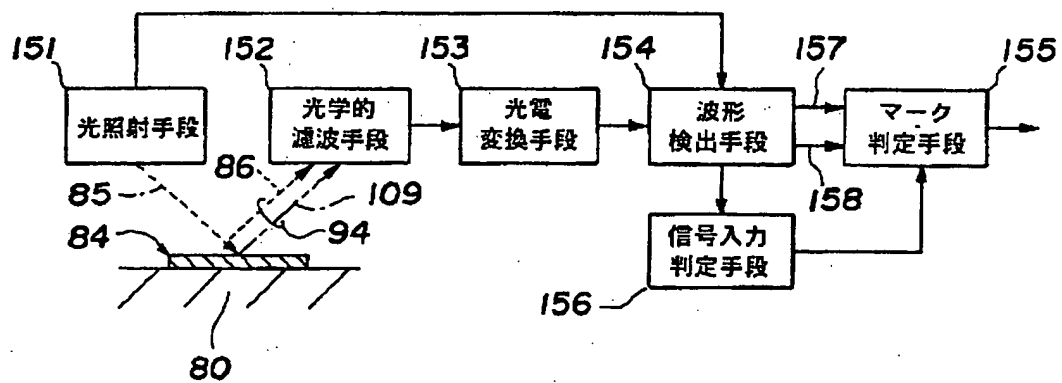 151
152
153
154
157
155
光照射手段
光学的
濾波手段
光電
変換手段
波形
検出手段
マーク
判定手段
158
85
86
109
94
84
信号入力
判定手段
156
80